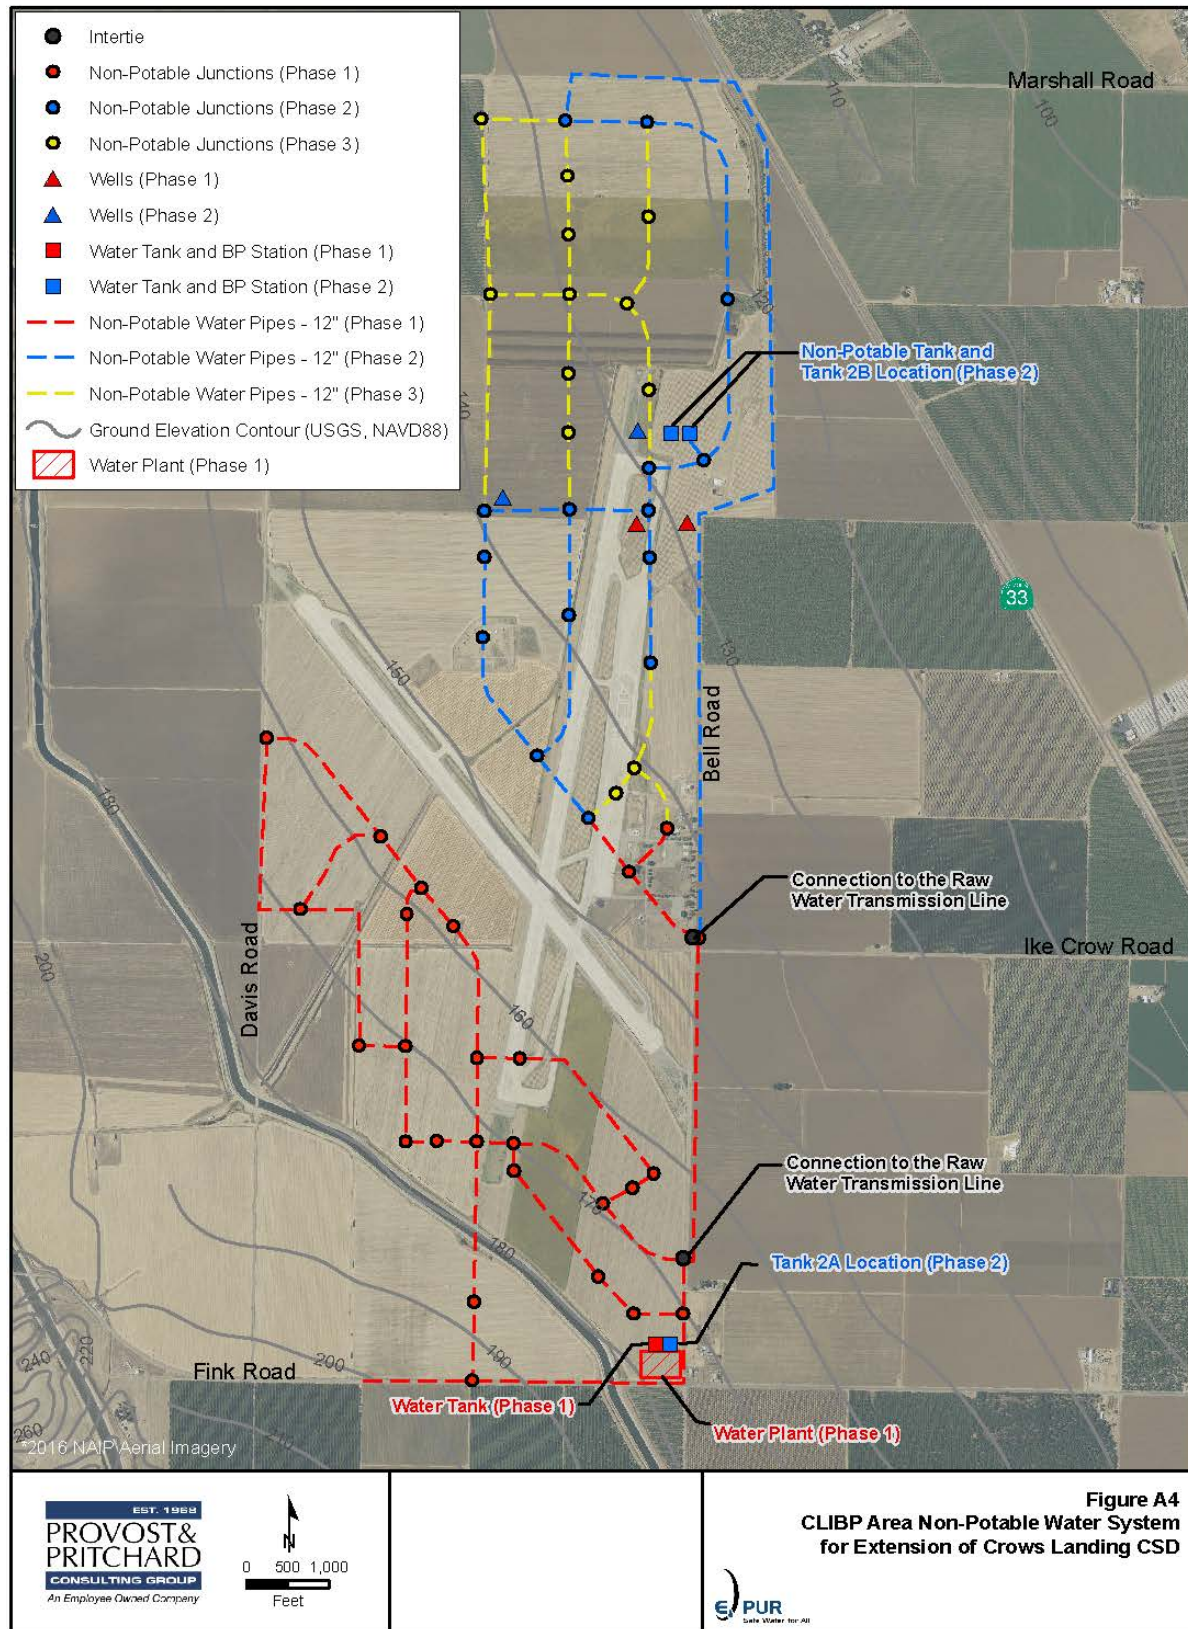 Intertie
Non-Potable Junctions (Phase 1)
Non-Potable Junctions (Phase 2)
Non-Potable Junctions (Phase 3)
Wells (Phase 1)
Wells (Phase 2)
Water Tank and BP Station (Phase 1)
Water Tank and BP Station (Phase 2)
Non-Potable Water Pipes - 12" (Phase 1)
Non-Potable Water Pipes - 12" (Phase 2)
Non-Potable Water Pipes - 12" (Phase 3)
Ground Elevation Contour (USGS, NAVD88)
Water Plant (Phase 1)
Marshall Road
110
100
120
Non-Potable Tank and
Tank 2B Location (Phase 2)
140
33
130
150
Bell Road
180
Connection to the Raw
Water Transmission Line
Ike Crow Road
Davis Road
200
160
Connection to the Raw
Water Transmission Line
170
180
Tank 2A Location (Phase 2)
Fink Road
200
190
240
220
260
210
Water Tank (Phase 1)
Water Plant (Phase 1)
*2016 NAIP Aerial Imagery
EST. 1968
PROVOST&
PRITCHARD
CONSULTING GROUP
An Employee Owned Company
N
0 500 1,000
Feet
Figure A4
CLIBP Area Non-Potable Water System
for Extension of Crows Landing CSD
PUR
Safe Water for All